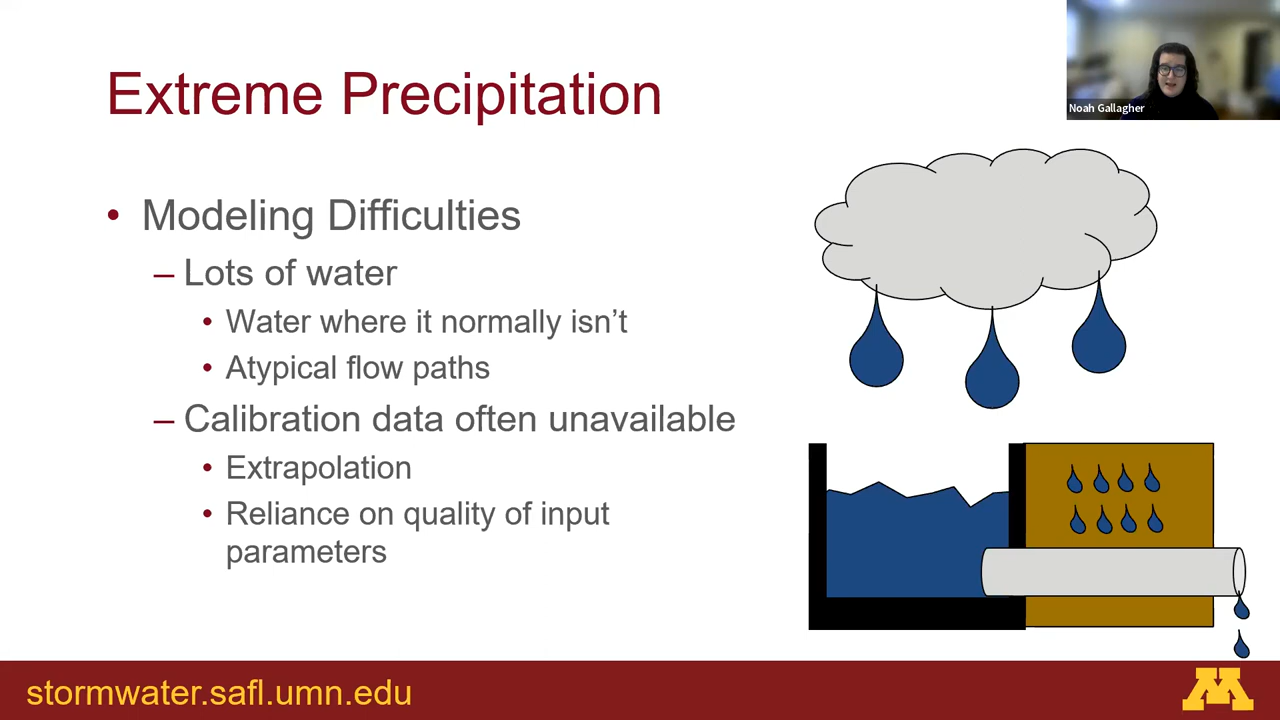 Noah Gallagher
Extreme Precipitation
• Modeling Difficulties
– Lots of water
• Water where it normally isn’t
• Atypical flow paths
– Calibration data often unavailable
• Extrapolation
• Reliance on quality of input
parameters
stormwater.safl.umn.edu
M